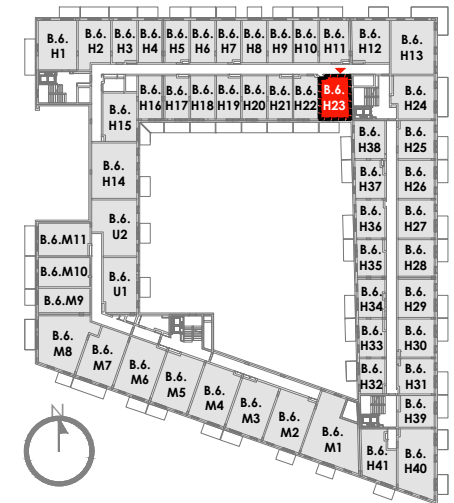 B.6.
H1
B.6.
H2
B.6.
H3
B.6.
H4
B.6.
H5
B.6.
H6
B.6.
H7
B.6.
H8
B.6.
H9
B.6.
H10
B.6.
H11
B.6.
H12
B.6.
H13
B.6.
H16
B.6.
H17
B.6.
H18
B.6.
H19
B.6.
H20
B.6.
H21
B.6.
H22
B.6.
H23
B.6.
H24
B.6.
H15
B.6.
H38
B.6.
H25
B.6.
H14
B.6.
H37
B.6.
H26
B.6.
U2
B.6.
H36
B.6.
H27
B.6.M11
B.6.
H35
B.6.
H28
B.6.M10
B.6.
U1
B.6.
H34
B.6.
H29
B.6.M9
B.6.
H33
B.6.
H30
B.6.
M8
B.6.
M7
B.6.
M6
B.6.
M5
B.6.
M4
B.6.
M3
B.6.
M2
B.6.
M1
B.6.
H32
B.6.
H31
B.6.
H39
B.6.
H41
B.6.
H40
N